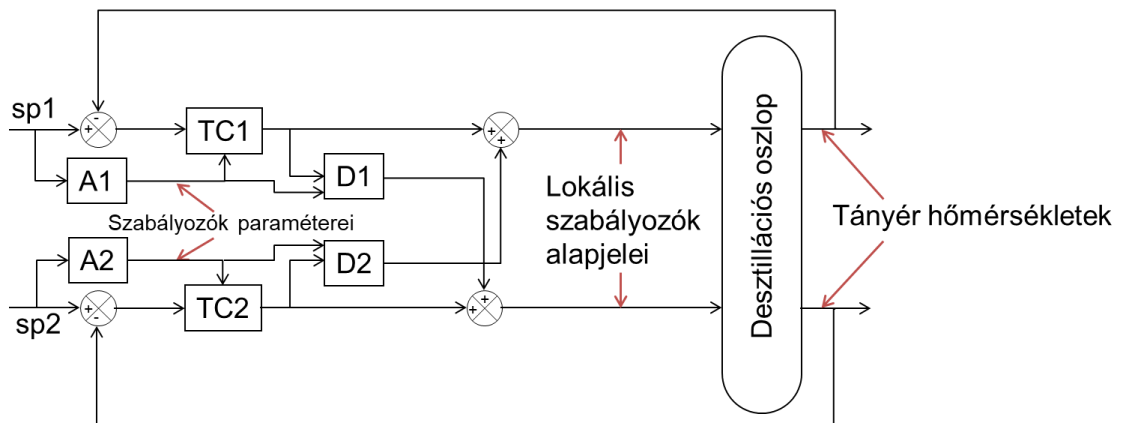 sp1
-
+
TC1
+
+
A1
D1
Szabályozók paraméterei
Lokális
szabályozók
alapjelei
Desztillációs oszlop
Tányér hőmérsékletek
A2
D2
+
-
TC2
+
+
sp2